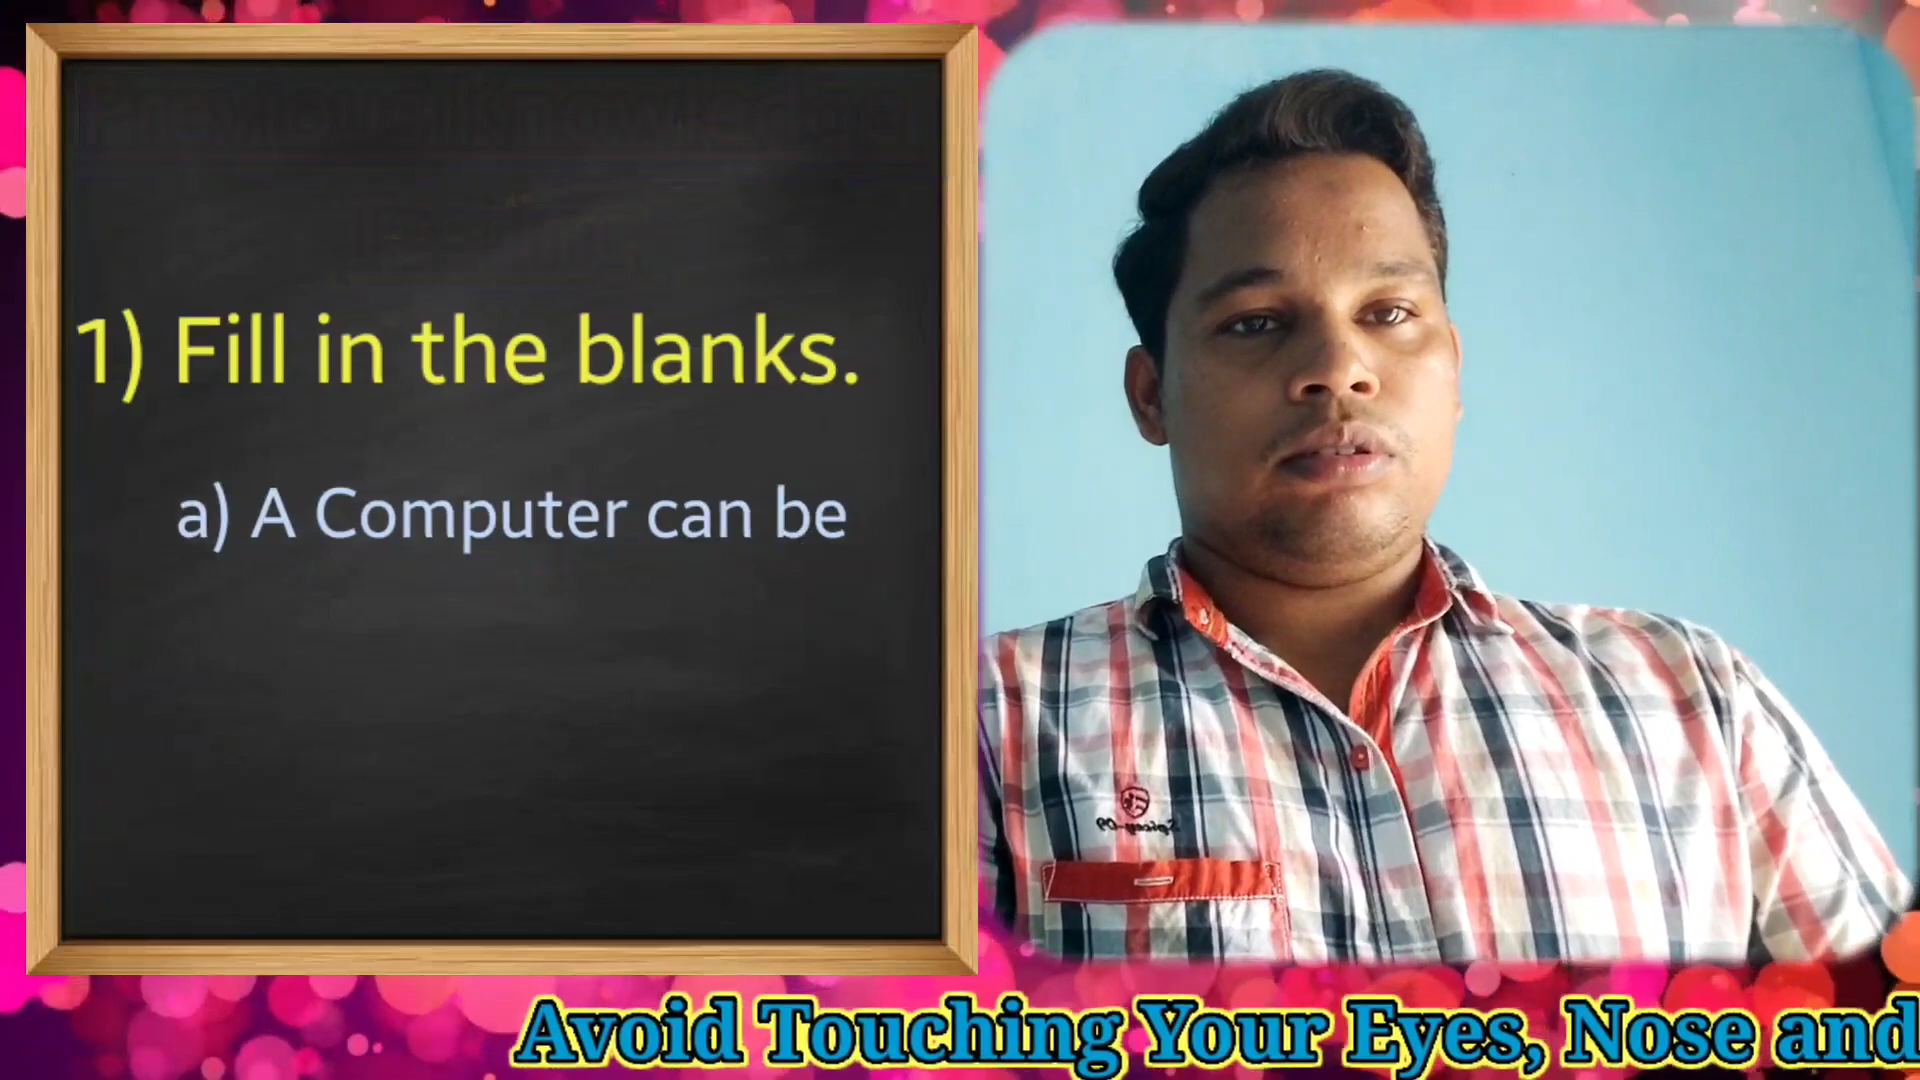 1) Fill in the blanks.
a) A Computer can be
Avoid Touching Your Eyes, Nose and